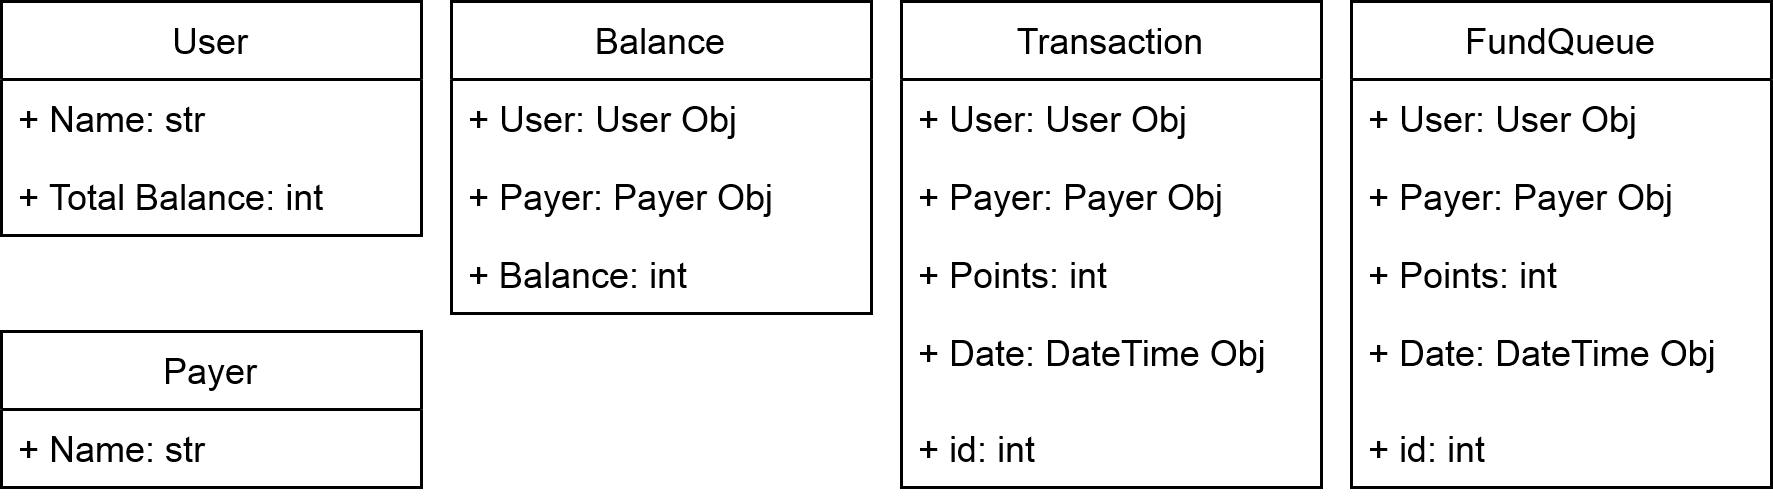 User
+ Name: str
+ Total Balance: int
Payer
+ Name: str
Balance
+ User: User Obj
+ Payer: Payer Obj
+ Balance: int
Transaction
+ User: User Obj
+ Payer: Payer Obj
+ Points: int
+ Date: DateTime Obj
+ id: int
FundQueue
+ User: User Obj
+ Payer: Payer Obj
+ Points: int
+ Date: DateTime Obj
+ id: int